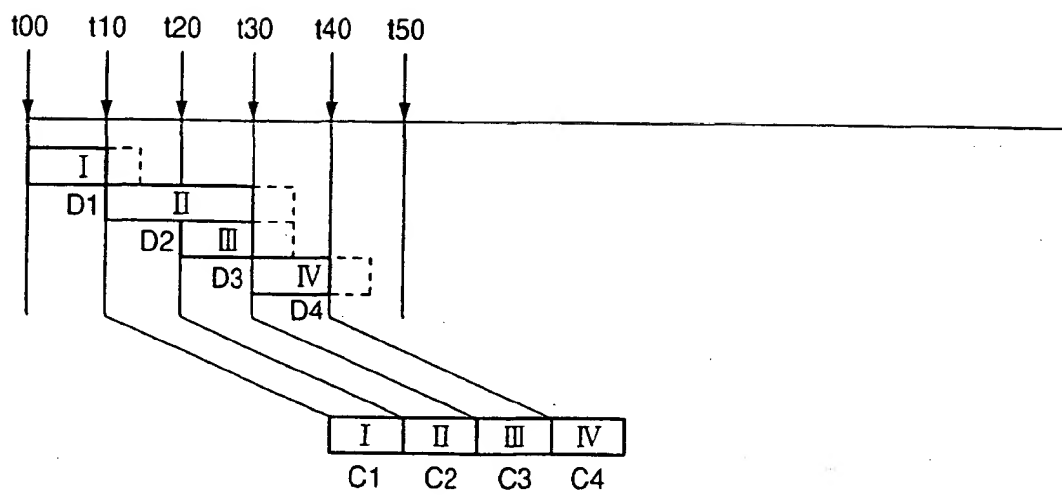 t00 t10 t20 t30 t40 t50
I
D1 II
D2 III
D3 IV
D4
I II III IV
C1 C2 C3 C4